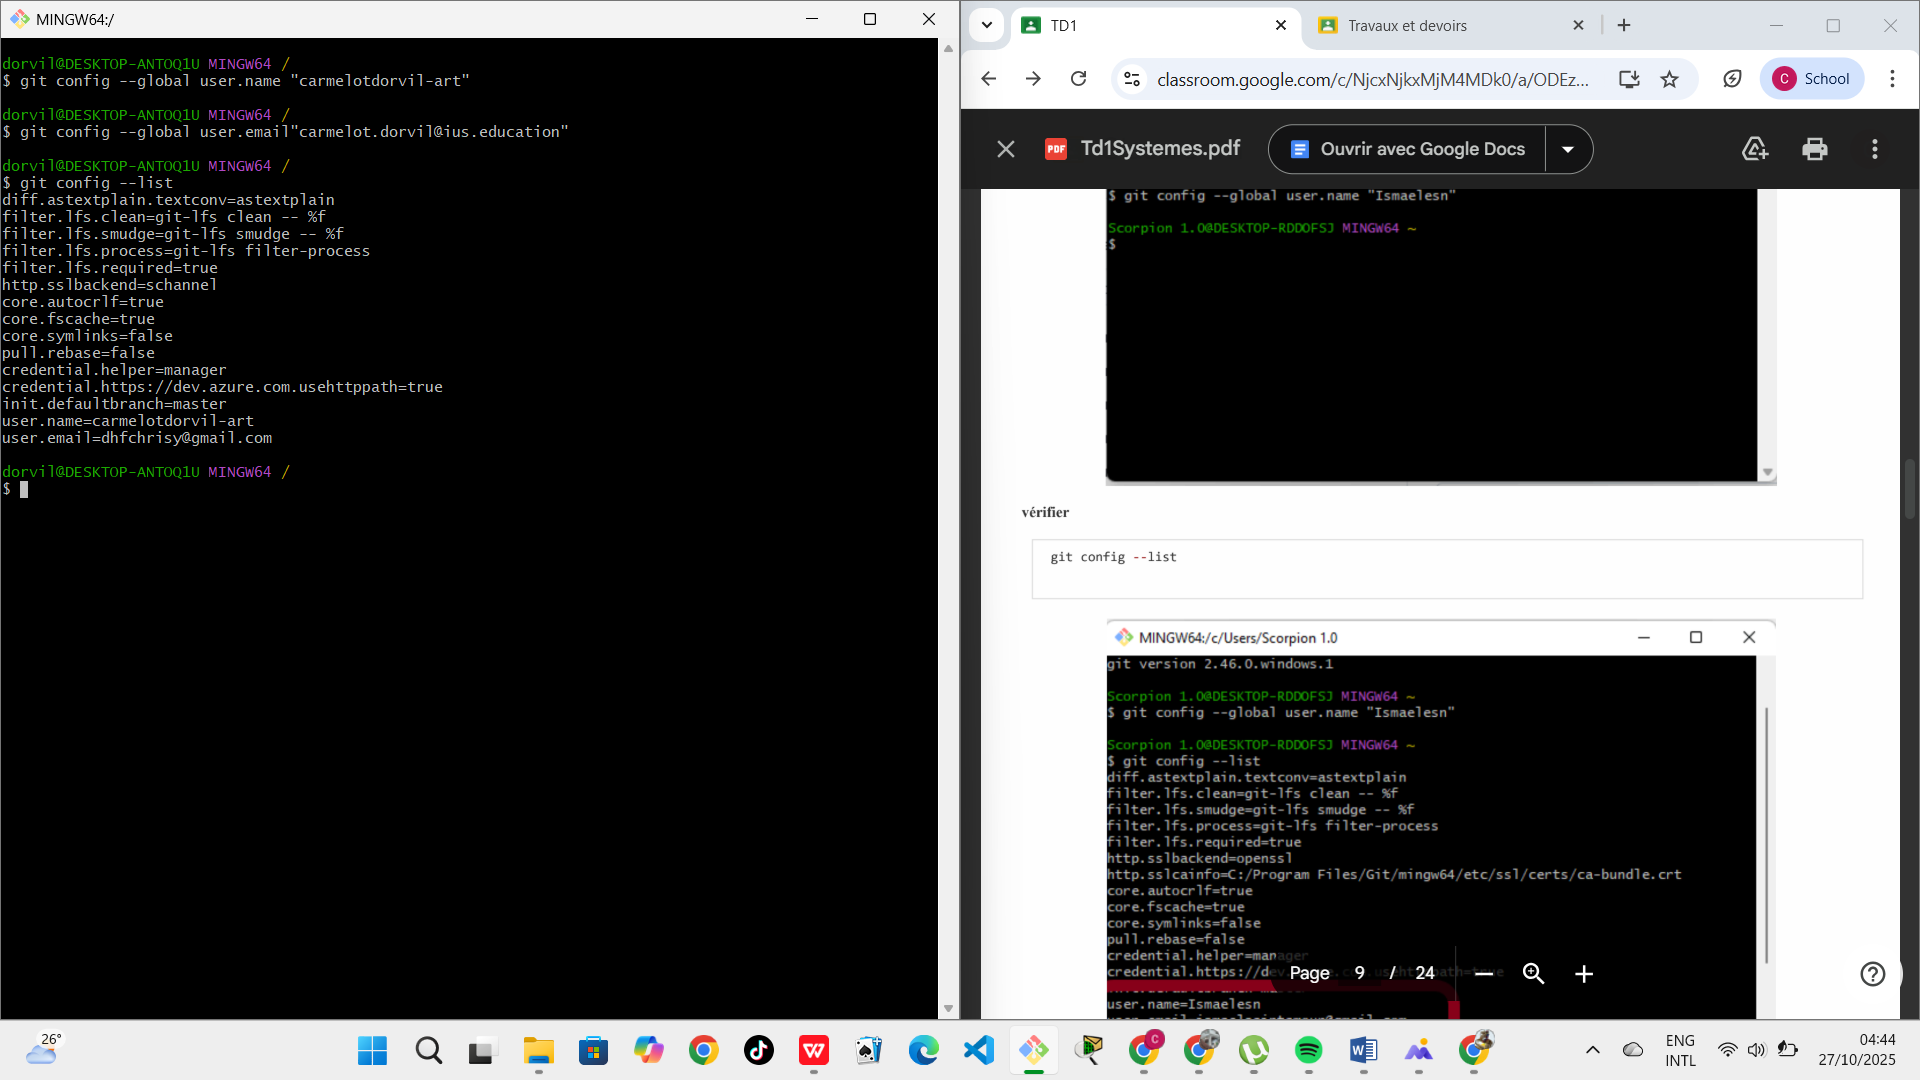 MINGW64:/
dorvil@DESKTOP-ANTOQ1U MINGW64 /
$ git config --global user.name "carmelotdorvil-art"
dorvil@DESKTOP-ANTOQ1U MINGW64 /
$ git config --global user.email"carmelot.dorvil@ius.education"
dorvil@DESKTOP-ANTOQ1U MINGW64 /
$ git config --list
diff.astextplain.textconv=astextplain
filter.lfs.clean=git-lfs clean -- %f
filter.lfs.smudge=git-lfs smudge -- %f
filter.lfs.process=git-lfs filter-process
filter.lfs.required=true
http.sslbackend=schannel
core.autocrlf=true
core.fscache=true
core.symlinks=false
pull.rebase=false
credential.helper=manager
credential.https://dev.azure.com.usehttppath=true
init.defaultbranch=master
user.name=carmelotdorvil-art
user.email=dhfchrisy@gmail.com
dorvil@DESKTOP-ANTOQ1U MINGW64 /
$
TD1
Travaux et devoirs
classroom.google.com/c/NjcxNjkxMjM4MDk0/a/ODEz...
C School
PDF Td1Systemes.pdf
Ouvrir avec Google Docs
$ git config --global user.name "Ismaelesn"
Scorpion 1.0@DESKTOP-RDDOFSJ MINGW64 ~
$
vérifier
git config --list
MINGW64:/c/Users/Scorpion 1.0
git version 2.46.0.windows.1
Scorpion 1.0@DESKTOP-RDDOFSJ MINGW64 ~
$ git config --global user.name "Ismaelesn"
Scorpion 1.0@DESKTOP-RDDOFSJ MINGW64 ~
$ git config --list
diff.astextplain.textconv=astextplain
filter.lfs.clean=git-lfs clean -- %f
filter.lfs.smudge=git-lfs smudge -- %f
filter.lfs.process=git-lfs filter-process
filter.lfs.required=true
http.sslbackend=openssl
http.sslcainfo=C:/Program Files/Git/mingw64/etc/ssl/certs/ca-bundle.crt
core.autocrlf=true
core.fscache=true
core.symlinks=false
pull.rebase=false
credential.helper=manager
credential.https://de
Page 9 / 24
user.name=Ismaelesn
26°
ENG
INTL
04:44
27/10/2025